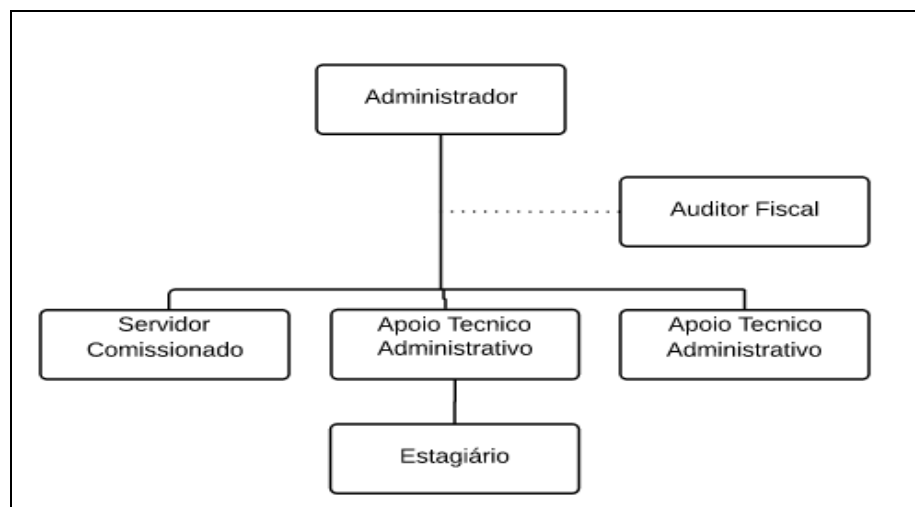 Administrador
Auditor Fiscal
Servidor
Comissionado
Apoio Tecnico
Administrativo
Apoio Tecnico
Administrativo
Estagiário